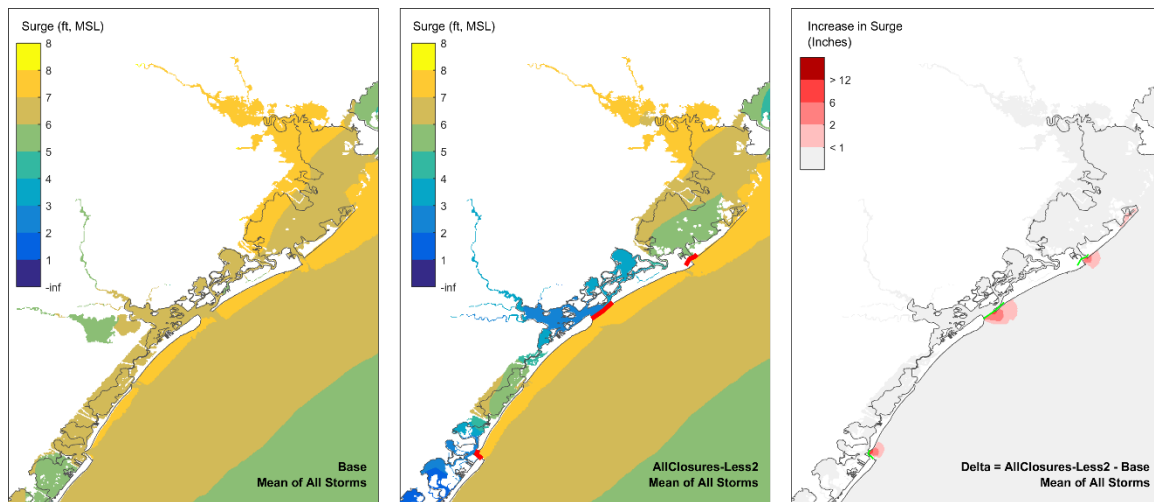 Surge (ft, MSL)
8
8
7
6
5
4
3
2
1
-inf
Base
Mean of All Storms
Surge (ft, MSL)
8
8
7
6
5
4
3
2
1
-inf
AllClosures-Less2
Mean of All Storms
Increase in Surge
(Inches)
> 12
6
2
< 1
Delta = AllClosures-Less2 - Base
Mean of All Storms